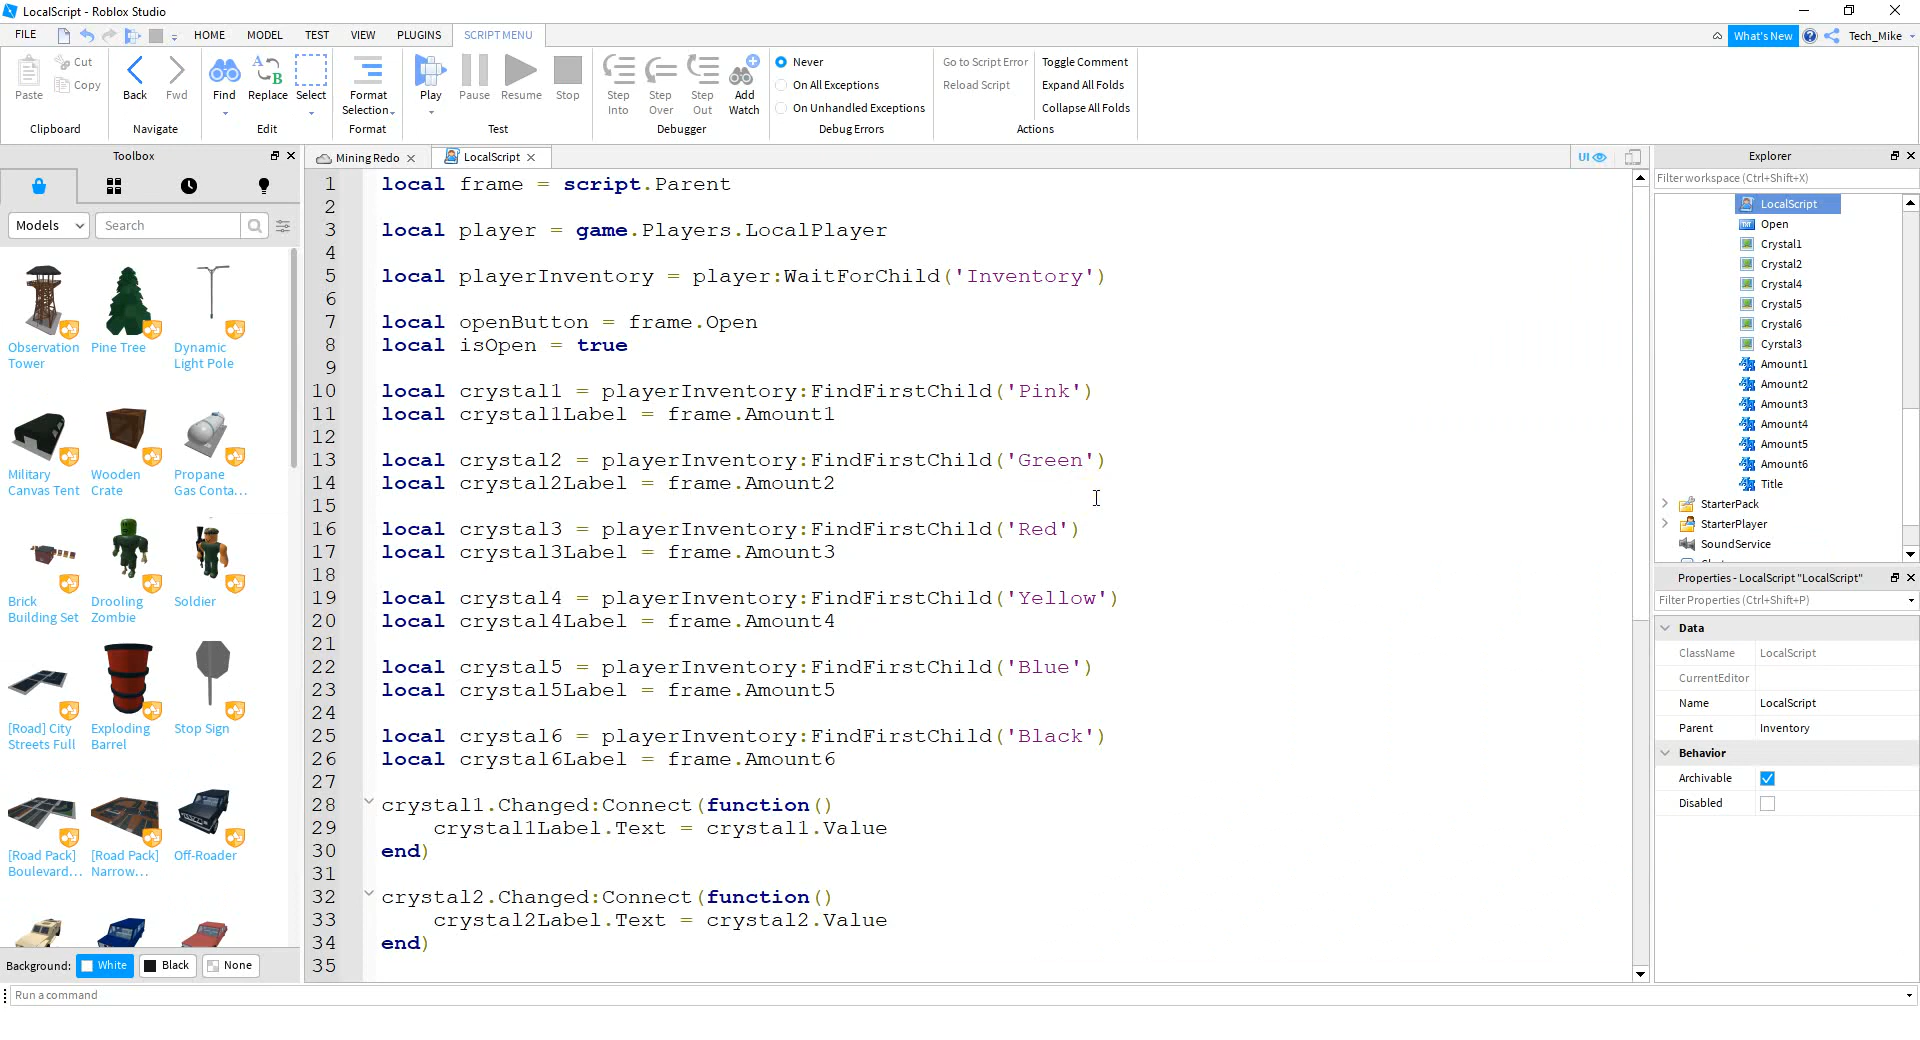 LocalScript - Roblox Studio
FILE HOME MODEL TEST VIEW PLUGINS SCRIPT MENU What's New Tech_Mike
Paste Cut Copy Clipboard
Back Fwd Navigate
Find Replace Select Edit
Format Selection Format
Play Pause Resume Stop Test
Step Into Step Over Step Out Add Watch Debugger
Never
On All Exceptions
On Unhandled Exceptions
Debug Errors
Go to Script Error
Reload Script
Toggle Comment
Expand All Folds
Collapse All Folds
Actions
Toolbox
Models Search
Observation Tower
Pine Tree
Dynamic Light Pole
Military Canvas Tent
Wooden Crate
Propane Gas Conta...
Brick Building Set
Drooling Zombie
Soldier
[Road] City Streets Full
Exploding Barrel
Stop Sign
[Road Pack] Boulevard...
[Road Pack] Narrow...
Off-Roader
Background: White Black None
Mining Redo LocalScript UI
1 local frame = script.Parent
2
3 local player = game.Players.LocalPlayer
4
5 local playerInventory = player:WaitForChild('Inventory')
6
7 local openButton = frame.Open
8 local isOpen = true
9
10 local crystal1 = playerInventory:FindFirstChild('Pink')
11 local crystal1Label = frame.Amount1
12
13 local crystal2 = playerInventory:FindFirstChild('Green')
14 local crystal2Label = frame.Amount2
15
16 local crystal3 = playerInventory:FindFirstChild('Red')
17 local crystal3Label = frame.Amount3
18
19 local crystal4 = playerInventory:FindFirstChild('Yellow')
20 local crystal4Label = frame.Amount4
21
22 local crystal5 = playerInventory:FindFirstChild('Blue')
23 local crystal5Label = frame.Amount5
24
25 local crystal6 = playerInventory:FindFirstChild('Black')
26 local crystal6Label = frame.Amount6
27
28 crystal1.Changed:Connect(function()
29 crystal1Label.Text = crystal1.Value
30 end)
31
32 crystal2.Changed:Connect(function()
33 crystal2Label.Text = crystal2.Value
34 end)
35
Explorer
Filter workspace (Ctrl+Shift+X)
LocalScript
Open
Crystal1
Crystal2
Crystal4
Crystal5
Crystal6
Cyrstal3
Amount1
Amount2
Amount3
Amount4
Amount5
Amount6
Title
StarterPack
StarterPlayer
SoundService
Properties - LocalScript "LocalScript"
Filter Properties (Ctrl+Shift+P)
Data
ClassName LocalScript
CurrentEditor
Name LocalScript
Parent Inventory
Behavior
Archivable
Disabled
Run a command